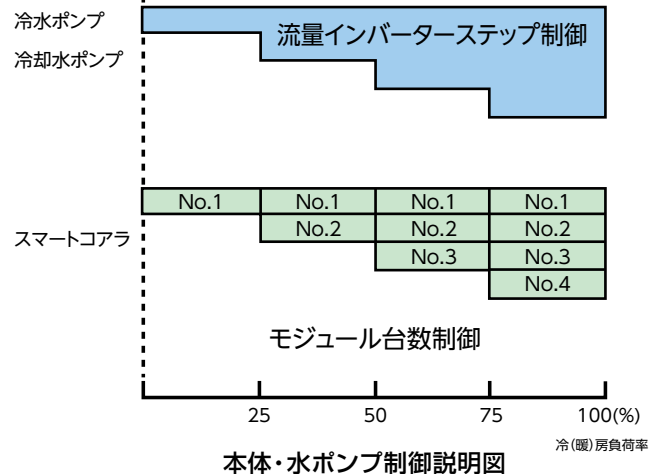 冷水ポンプ
冷却水ポンプ
流量インバーターステップ制御
スマートコアラ
No.1 No.1 No.1 No.1
No.2 No.2 No.2
No.3 No.3
No.4
モジュール台数制御
25 50 75 100(%)
冷(暖)房負荷率
本体・水ポンプ制御説明図